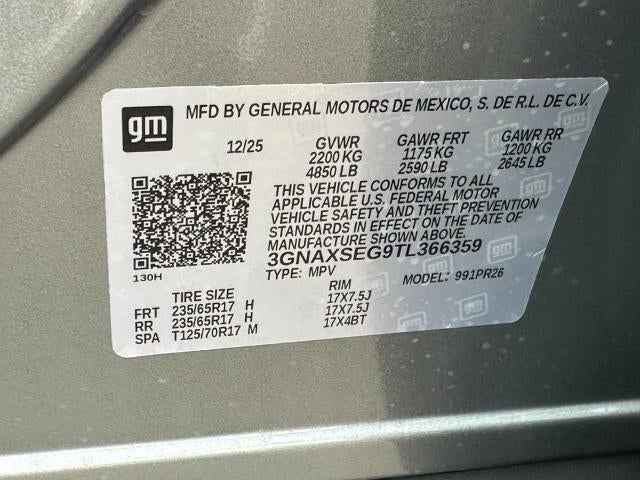 gm
MFD BY GENERAL MOTORS DE MEXICO, S. DE R.L. DE C.V.
12/25 GVWR GAWR FRT GAWR RR
2200 KG 1175 KG 1200 KG
4850 LB 2590 LB 2645 LB
THIS VEHICLE CONFORMS TO ALL
APPLICABLE U.S. FEDERAL MOTOR
VEHICLE SAFETY AND THEFT PREVENTION
STANDARDS IN EFFECT ON THE DATE OF
MANUFACTURE SHOWN ABOVE.
3GNAXSEG9TL366359
130H
TYPE: MPV MODEL: 991PR26
TIRE SIZE RIM
FRT 235/65R17 H 17X7.5J
RR 235/65R17 H 17X7.5J
SPA T125/70R17 M 17X4BT